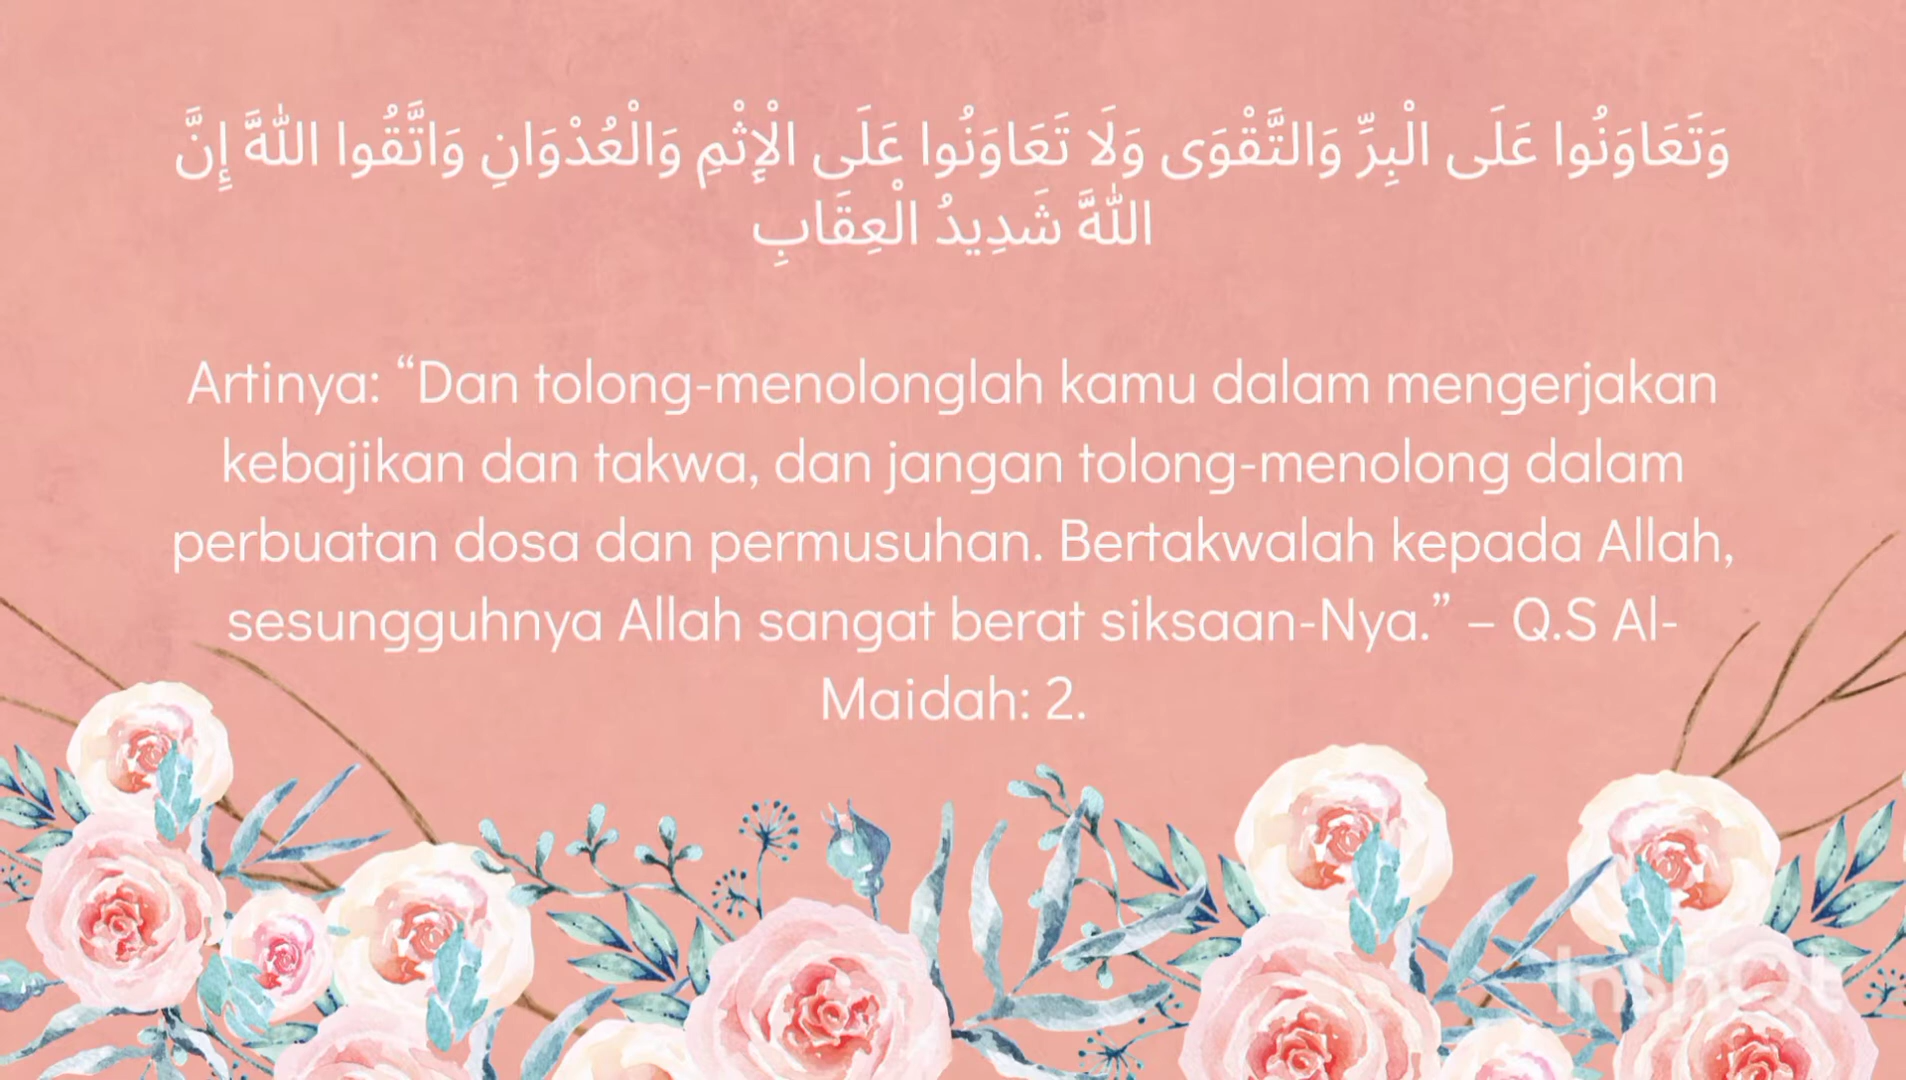 وَتَعَاوَنُوا عَلَى الْبِرِّ وَالتَّقْوَى وَلَا تَعَاوَنُوا عَلَى الْإِثْمِ وَالْعُدْوَانِ وَاتَّقُوا اللَّهَ إِنَّ
اللَّهَ شَدِيدُ الْعِقَابِ
Artinya: “Dan tolong-menolonglah kamu dalam mengerjakan
kebajikan dan takwa, dan jangan tolong-menolong dalam
perbuatan dosa dan permusuhan. Bertakwalah kepada Allah,
sesungguhnya Allah sangat berat siksaan-Nya.” – Q.S Al-
Maidah: 2.
InShOt